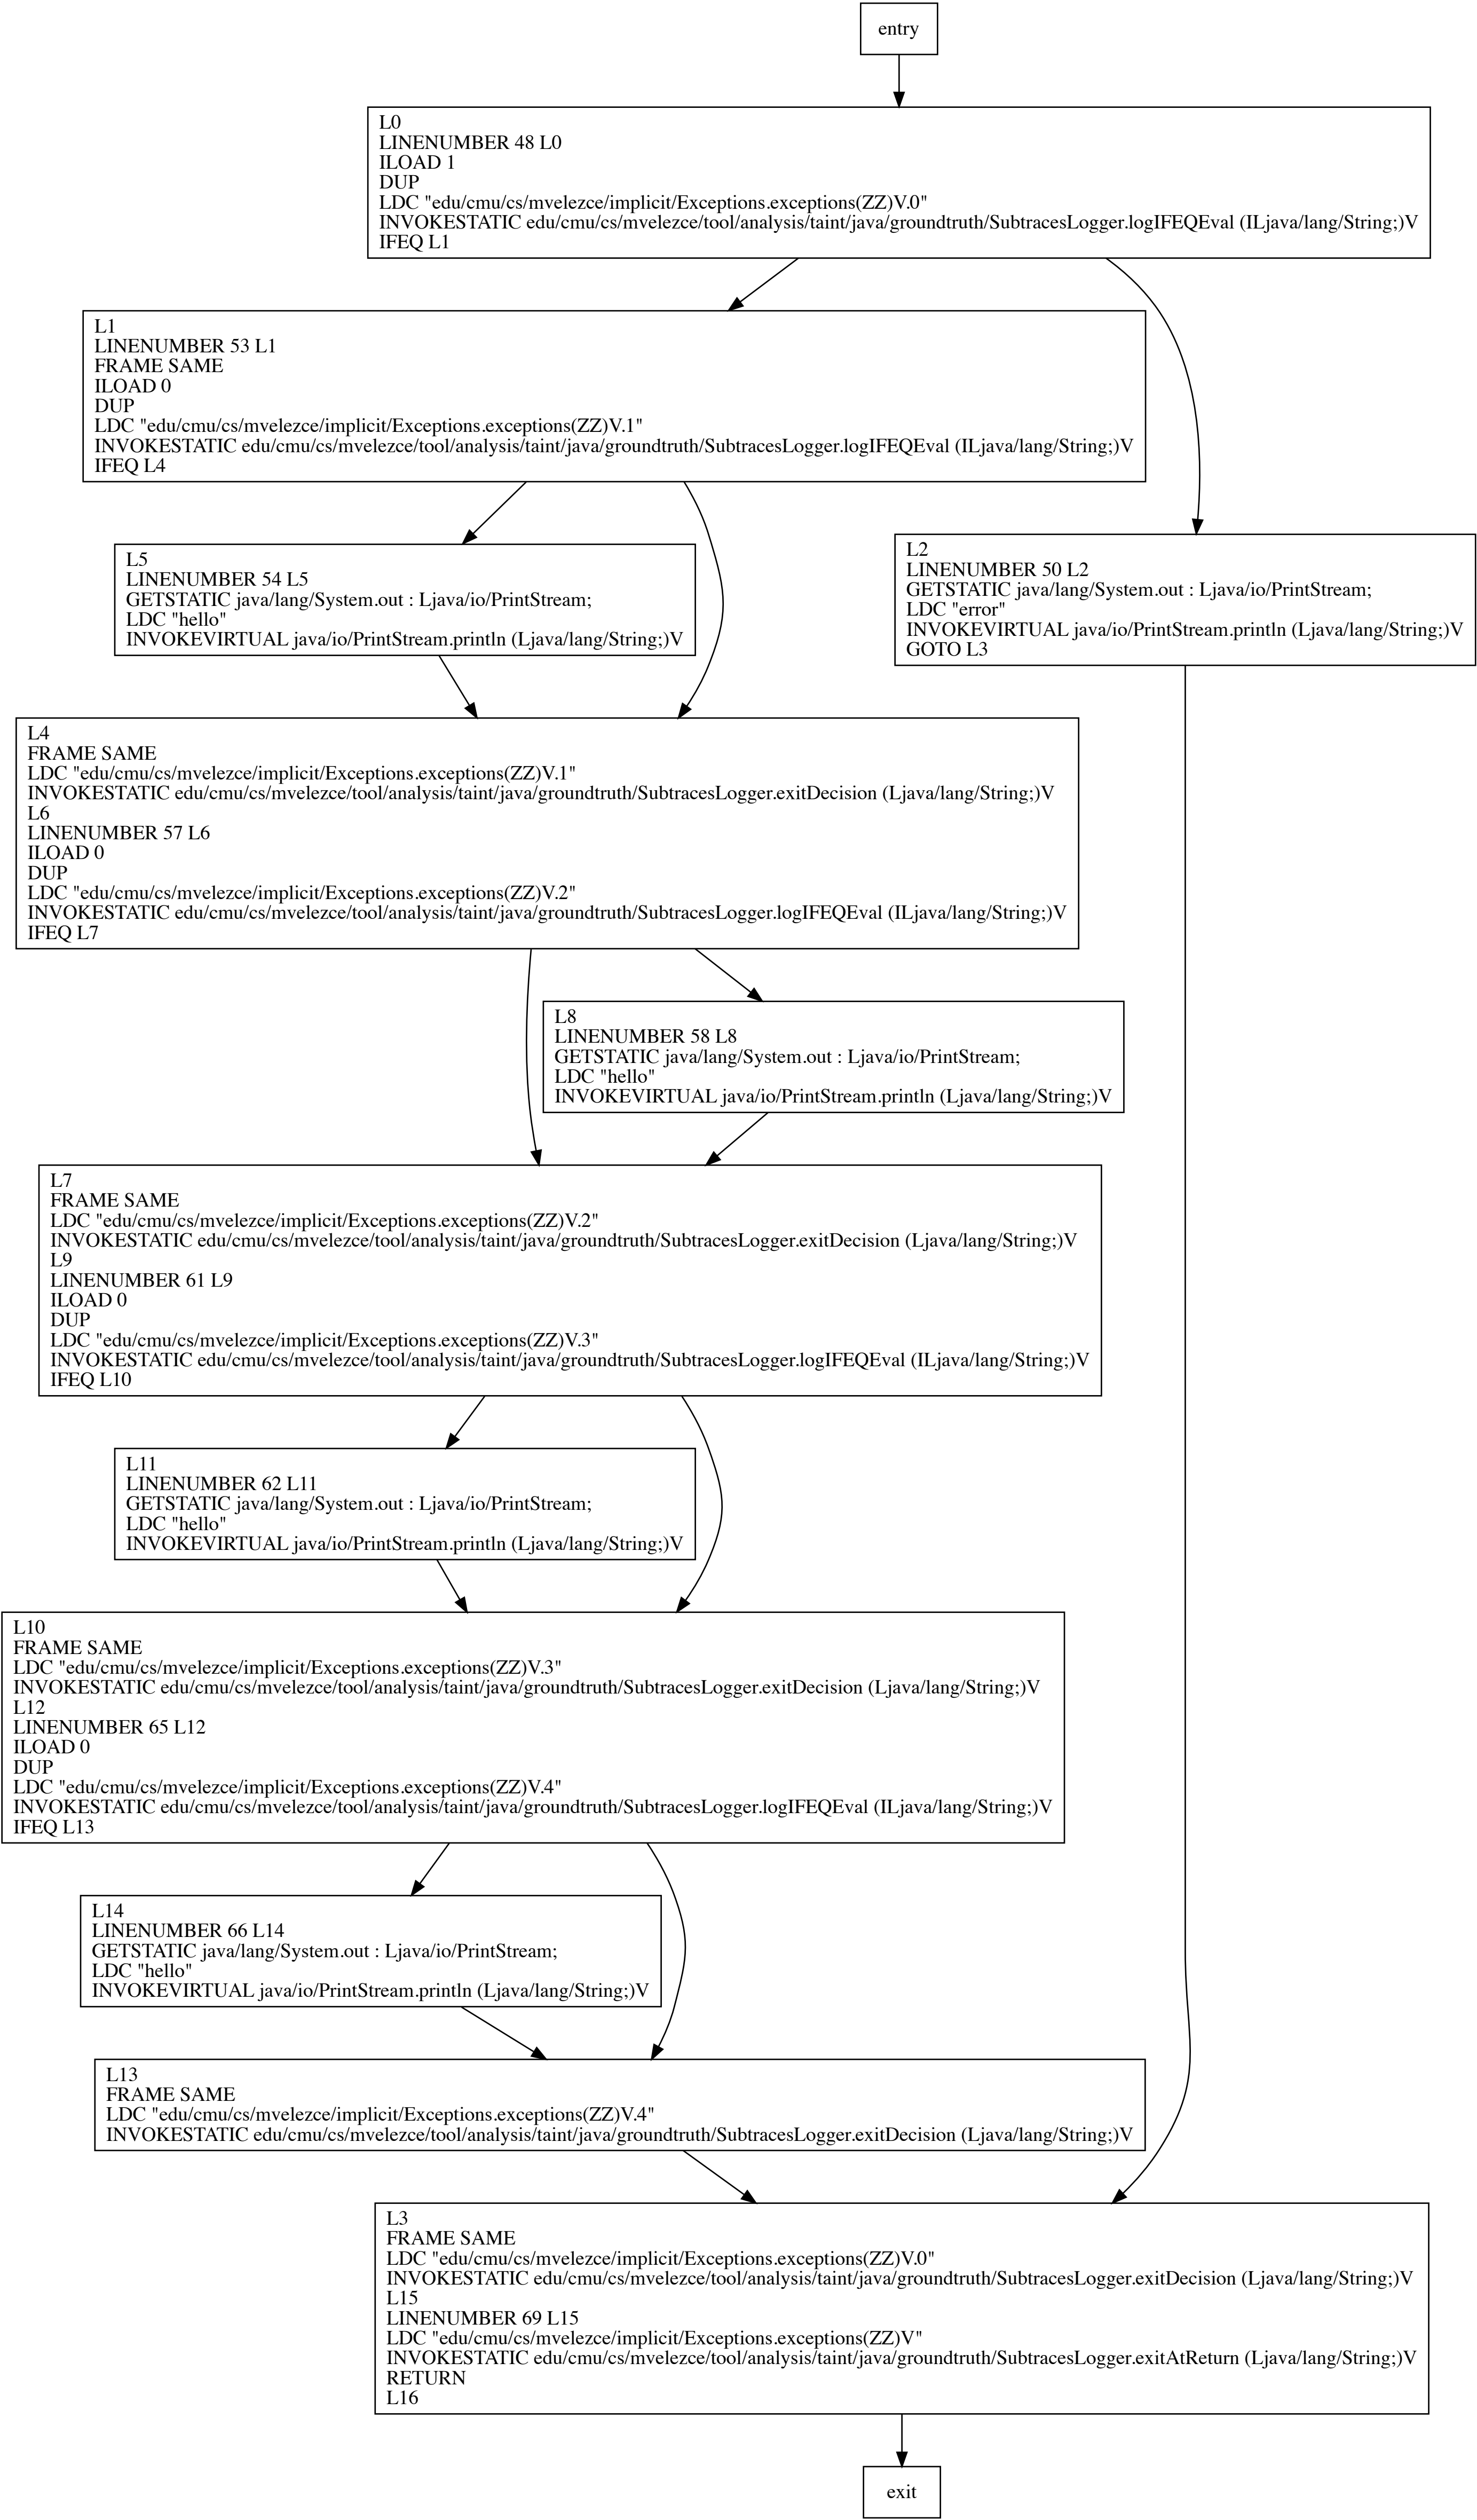 entry
L0
LINENUMBER 48 L0
ILOAD 1
DUP
LDC "edu/cmu/cs/mvelezce/implicit/Exceptions.exceptions(ZZ)V.0"
INVOKESTATIC edu/cmu/cs/mvelezce/tool/analysis/taint/java/groundtruth/SubtracesLogger.logIFEQEval (ILjava/lang/String;)V
IFEQ L1
L1
LINENUMBER 53 L1
FRAME SAME
ILOAD 0
DUP
LDC "edu/cmu/cs/mvelezce/implicit/Exceptions.exceptions(ZZ)V.1"
INVOKESTATIC edu/cmu/cs/mvelezce/tool/analysis/taint/java/groundtruth/SubtracesLogger.logIFEQEval (ILjava/lang/String;)V
IFEQ L4
L5
LINENUMBER 54 L5
GETSTATIC java/lang/System.out : Ljava/io/PrintStream;
LDC "hello"
INVOKEVIRTUAL java/io/PrintStream.println (Ljava/lang/String;)V
L2
LINENUMBER 50 L2
GETSTATIC java/lang/System.out : Ljava/io/PrintStream;
LDC "error"
INVOKEVIRTUAL java/io/PrintStream.println (Ljava/lang/String;)V
GOTO L3
L4
FRAME SAME
LDC "edu/cmu/cs/mvelezce/implicit/Exceptions.exceptions(ZZ)V.1"
INVOKESTATIC edu/cmu/cs/mvelezce/tool/analysis/taint/java/groundtruth/SubtracesLogger.exitDecision (Ljava/lang/String;)V
L6
LINENUMBER 57 L6
ILOAD 0
DUP
LDC "edu/cmu/cs/mvelezce/implicit/Exceptions.exceptions(ZZ)V.2"
INVOKESTATIC edu/cmu/cs/mvelezce/tool/analysis/taint/java/groundtruth/SubtracesLogger.logIFEQEval (ILjava/lang/String;)V
IFEQ L7
L8
LINENUMBER 58 L8
GETSTATIC java/lang/System.out : Ljava/io/PrintStream;
LDC "hello"
INVOKEVIRTUAL java/io/PrintStream.println (Ljava/lang/String;)V
L7
FRAME SAME
LDC "edu/cmu/cs/mvelezce/implicit/Exceptions.exceptions(ZZ)V.2"
INVOKESTATIC edu/cmu/cs/mvelezce/tool/analysis/taint/java/groundtruth/SubtracesLogger.exitDecision (Ljava/lang/String;)V
L9
LINENUMBER 61 L9
ILOAD 0
DUP
LDC "edu/cmu/cs/mvelezce/implicit/Exceptions.exceptions(ZZ)V.3"
INVOKESTATIC edu/cmu/cs/mvelezce/tool/analysis/taint/java/groundtruth/SubtracesLogger.logIFEQEval (ILjava/lang/String;)V
IFEQ L10
L11
LINENUMBER 62 L11
GETSTATIC java/lang/System.out : Ljava/io/PrintStream;
LDC "hello"
INVOKEVIRTUAL java/io/PrintStream.println (Ljava/lang/String;)V
L10
FRAME SAME
LDC "edu/cmu/cs/mvelezce/implicit/Exceptions.exceptions(ZZ)V.3"
INVOKESTATIC edu/cmu/cs/mvelezce/tool/analysis/taint/java/groundtruth/SubtracesLogger.exitDecision (Ljava/lang/String;)V
L12
LINENUMBER 65 L12
ILOAD 0
DUP
LDC "edu/cmu/cs/mvelezce/implicit/Exceptions.exceptions(ZZ)V.4"
INVOKESTATIC edu/cmu/cs/mvelezce/tool/analysis/taint/java/groundtruth/SubtracesLogger.logIFEQEval (ILjava/lang/String;)V
IFEQ L13
L14
LINENUMBER 66 L14
GETSTATIC java/lang/System.out : Ljava/io/PrintStream;
LDC "hello"
INVOKEVIRTUAL java/io/PrintStream.println (Ljava/lang/String;)V
L13
FRAME SAME
LDC "edu/cmu/cs/mvelezce/implicit/Exceptions.exceptions(ZZ)V.4"
INVOKESTATIC edu/cmu/cs/mvelezce/tool/analysis/taint/java/groundtruth/SubtracesLogger.exitDecision (Ljava/lang/String;)V
L3
FRAME SAME
LDC "edu/cmu/cs/mvelezce/implicit/Exceptions.exceptions(ZZ)V.0"
INVOKESTATIC edu/cmu/cs/mvelezce/tool/analysis/taint/java/groundtruth/SubtracesLogger.exitDecision (Ljava/lang/String;)V
L15
LINENUMBER 69 L15
LDC "edu/cmu/cs/mvelezce/implicit/Exceptions.exceptions(ZZ)V"
INVOKESTATIC edu/cmu/cs/mvelezce/tool/analysis/taint/java/groundtruth/SubtracesLogger.exitAtReturn (Ljava/lang/String;)V
RETURN
L16
exit